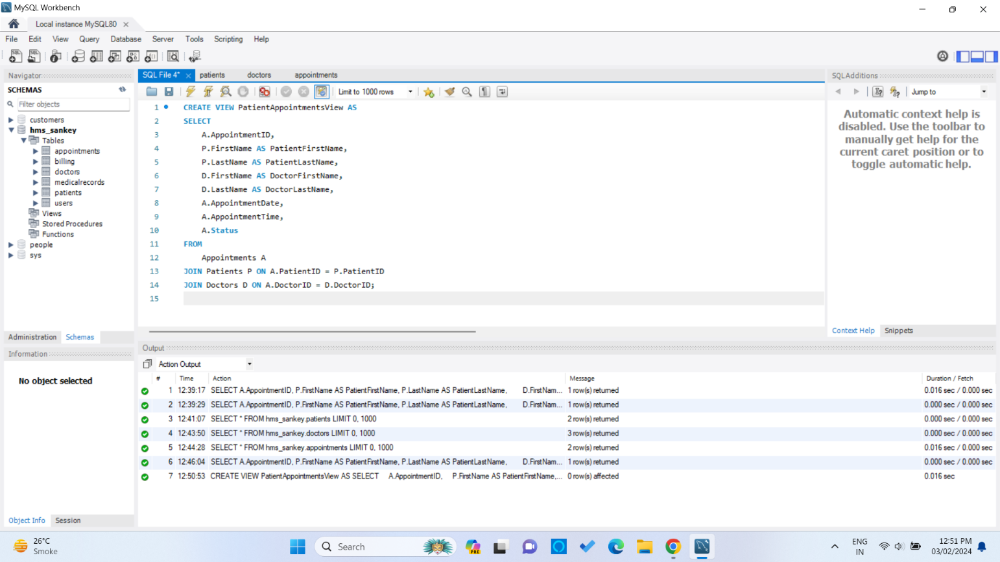 MySQL Workbench
Local instance MySQL80
File Edit View Query Database Server Tools Scripting Help
Navigator
SCHEMAS
Filter objects
customers
hms_sankey
Tables
appointments
billing
doctors
medicalrecords
patients
users
Views
Stored Procedures
Functions
people
sys
Administration Schemas
Information
No object selected
Object Info Session
SQL File 4* patients doctors appointments
Limit to 1000 rows
1 CREATE VIEW PatientAppointmentsView AS
2 SELECT
3 A.AppointmentID,
4 P.FirstName AS PatientFirstName,
5 P.LastName AS PatientLastName,
6 D.FirstName AS DoctorFirstName,
7 D.LastName AS DoctorLastName,
8 A.AppointmentDate,
9 A.AppointmentTime,
10 A.Status
11 FROM
12 Appointments A
13 JOIN Patients P ON A.PatientID = P.PatientID
14 JOIN Doctors D ON A.DoctorID = D.DoctorID;
15
SQLAdditions
Jump to
Automatic context help is
disabled. Use the toolbar to
manually get help for the
current caret position or to
toggle automatic help.
Context Help Snippets
Output
Action Output
# Time Action Message Duration / Fetch
1 12:39:17 SELECT A.AppointmentID, P.FirstName AS PatientFirstName, P.LastName AS PatientLastName, D.FirstNam... 1 row(s) returned 0.016 sec / 0.000 sec
2 12:39:29 SELECT A.AppointmentID, P.FirstName AS PatientFirstName, P.LastName AS PatientLastName, D.FirstNam... 1 row(s) returned 0.000 sec / 0.000 sec
3 12:41:07 SELECT * FROM hms_sankey.patients LIMIT 0, 1000 2 row(s) returned 0.000 sec / 0.000 sec
4 12:43:50 SELECT * FROM hms_sankey.doctors LIMIT 0, 1000 3 row(s) returned 0.000 sec / 0.000 sec
5 12:44:28 SELECT * FROM hms_sankey.appointments LIMIT 0, 1000 2 row(s) returned 0.016 sec / 0.000 sec
6 12:46:04 SELECT A.AppointmentID, P.FirstName AS PatientFirstName, P.LastName AS PatientLastName, D.FirstNam... 1 row(s) returned 0.000 sec / 0.000 sec
7 12:50:53 CREATE VIEW PatientAppointmentsView AS SELECT A.AppointmentID, P.FirstName AS PatientFirstName,... 0 row(s) affected 0.016 sec
26°C
Smoke
Search
PRE
ENG
IN
12:51 PM
03/02/2024